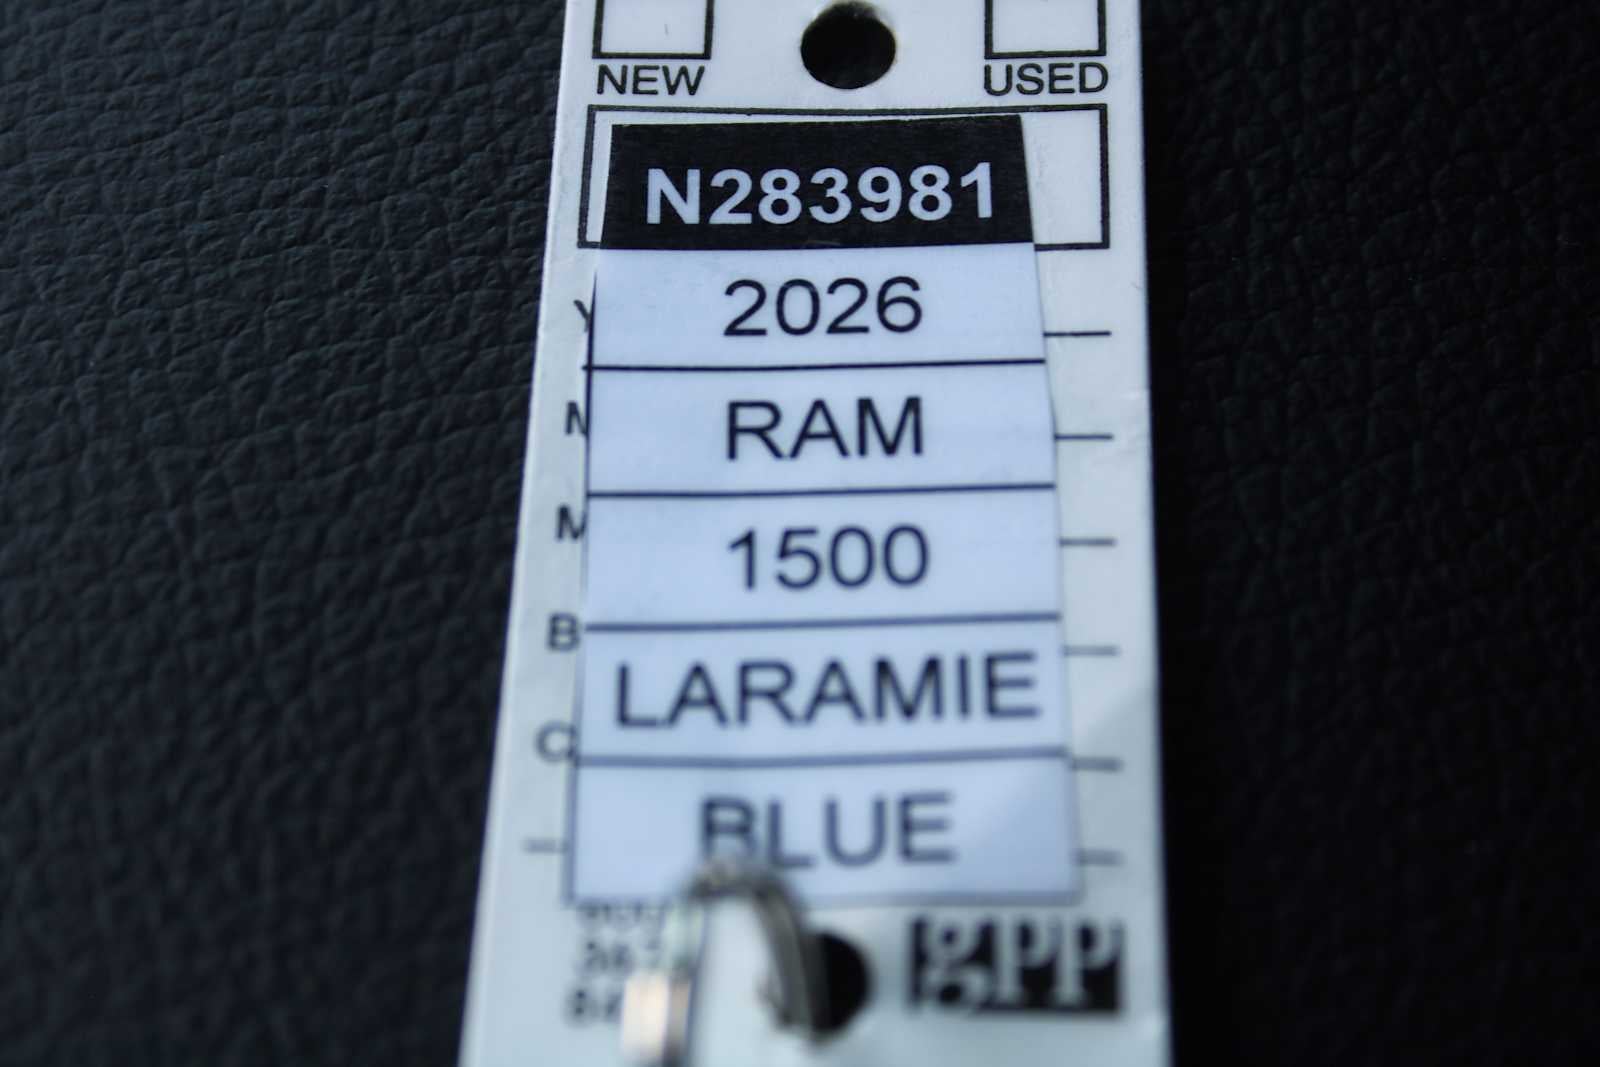 NEW USED
N283981
2026
RAM
1500
LARAMIE
BLUE
gpp